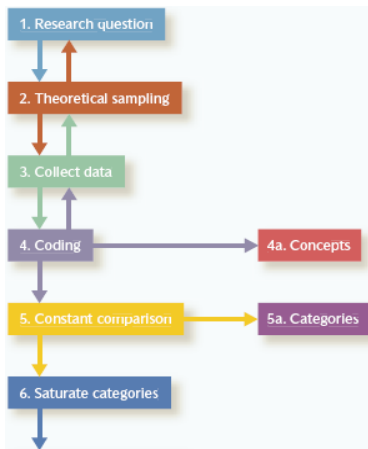 1. Research question
2. Theoretical sampling
3. Collect data
4. Coding
4a. Concepts
5. Constant comparison
5a. Categories
6. Saturate categories